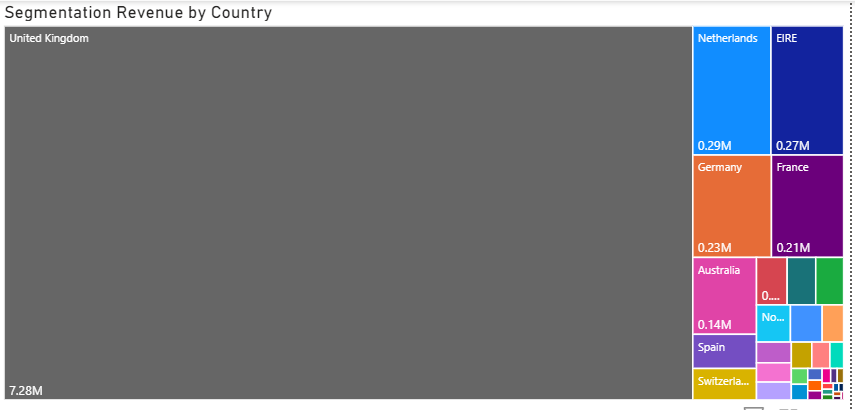 Segmentation Revenue by Country
United Kingdom
7.28M
Netherlands
0.29M
EIRE
0.27M
Germany
0.23M
France
0.21M
Australia
0.14M
0....
No...
Spain
Switzerla...